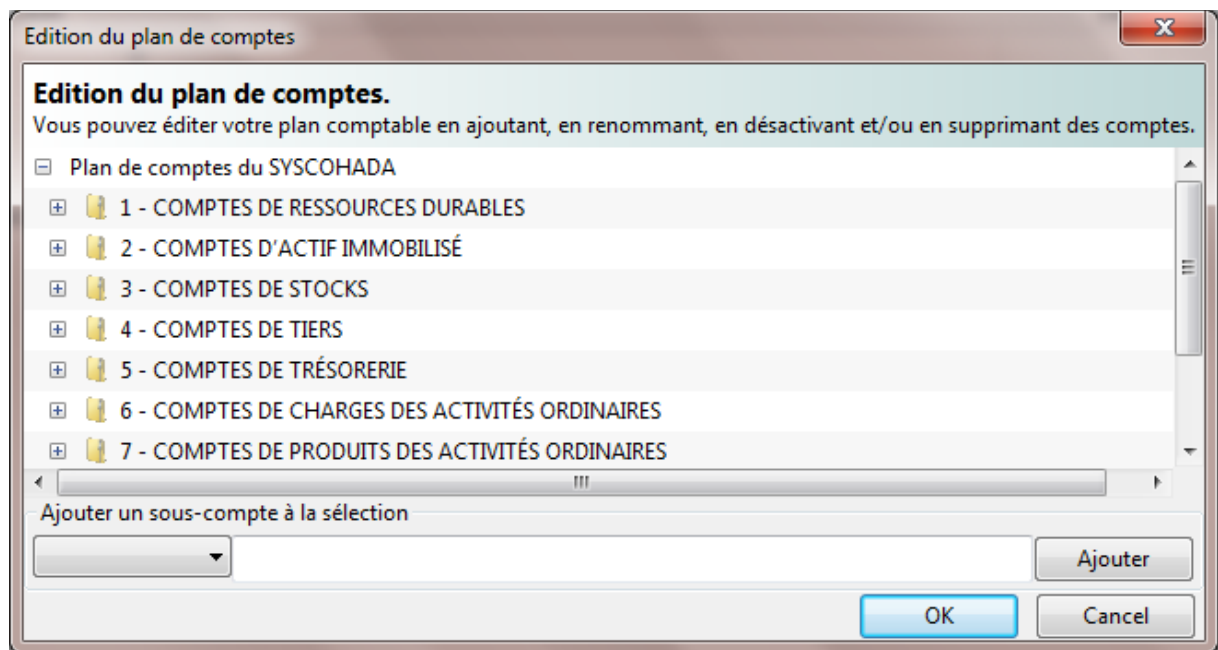 Edition du plan de comptes
Edition du plan de comptes.
Vous pouvez éditer votre plan comptable en ajoutant, en renommant, en désactivant et/ou en supprimant des comptes.
Plan de comptes du SYSCOHADA
1 - COMPTES DE RESSOURCES DURABLES
2 - COMPTES D'ACTIF IMMOBILISÉ
3 - COMPTES DE STOCKS
4 - COMPTES DE TIERS
5 - COMPTES DE TRÉSORERIE
6 - COMPTES DE CHARGES DES ACTIVITÉS ORDINAIRES
7 - COMPTES DE PRODUITS DES ACTIVITÉS ORDINAIRES
Ajouter un sous-compte à la sélection
Ajouter
OK Cancel